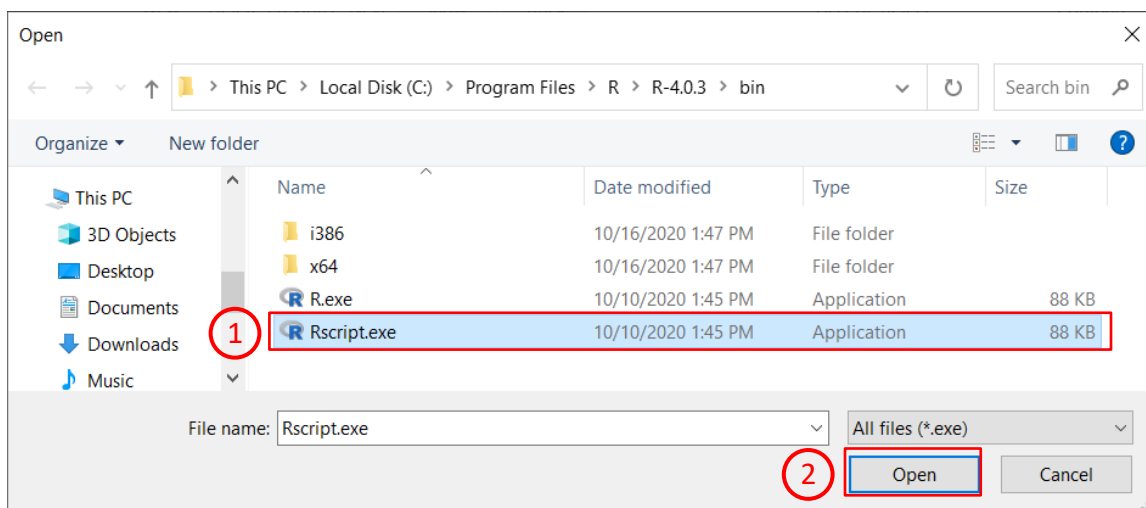 Open
This PC > Local Disk (C:) > Program Files > R > R-4.0.3 > bin
Search bin
Organize
New folder
Name Date modified Type Size
This PC
3D Objects
Desktop
Documents
Downloads
Music
i386 10/16/2020 1:47 PM File folder
x64 10/16/2020 1:47 PM File folder
R.exe 10/10/2020 1:45 PM Application 88 KB
1 Rscript.exe 10/10/2020 1:45 PM Application 88 KB
File name: Rscript.exe All files (*.exe)
2 Open Cancel